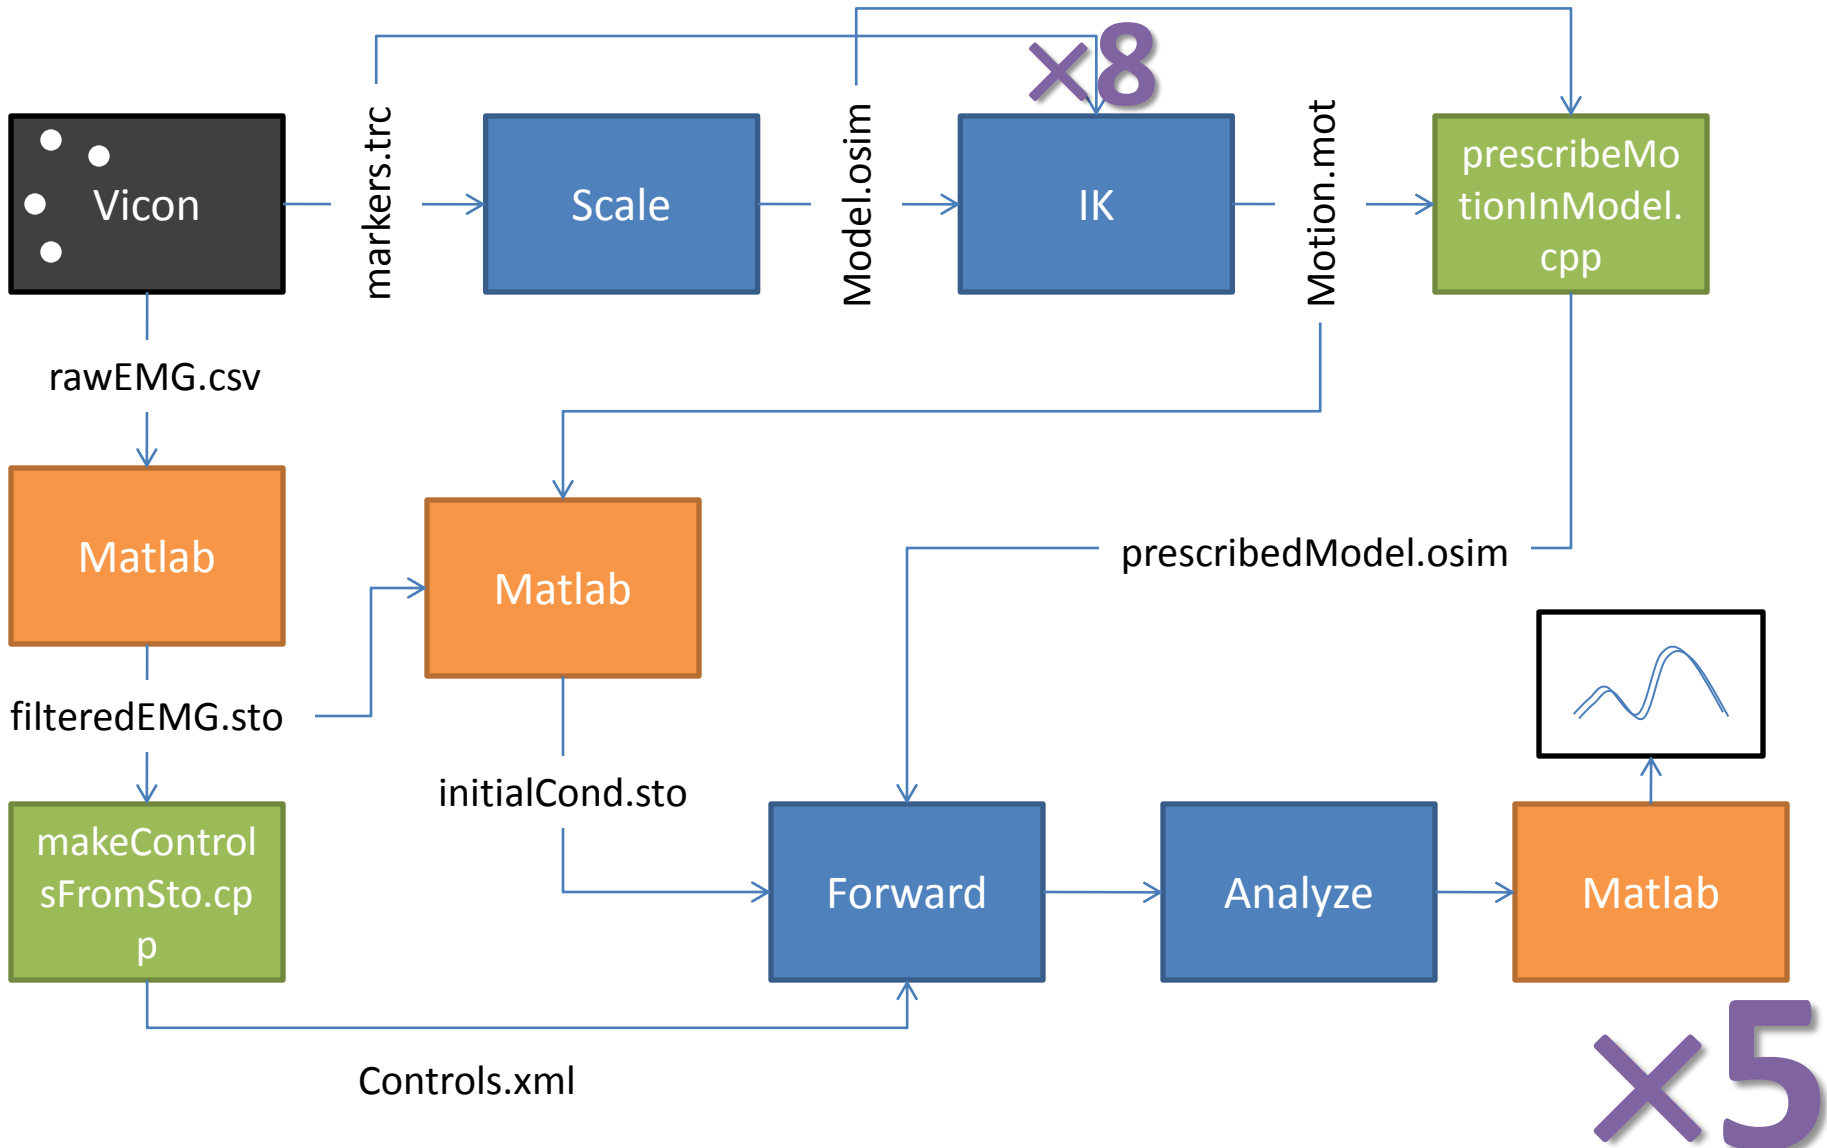 ×8
Vicon
markers.trc
Scale
Model.osim
IK
Motion.mot
prescribeMo
tionInModel.
cpp
rawEMG.csv
Matlab
Matlab
prescribedModel.osim
filteredEMG.sto
initialCond.sto
makeControl
sFromSto.cp
p
Forward
Analyze
Matlab
Controls.xml
×5